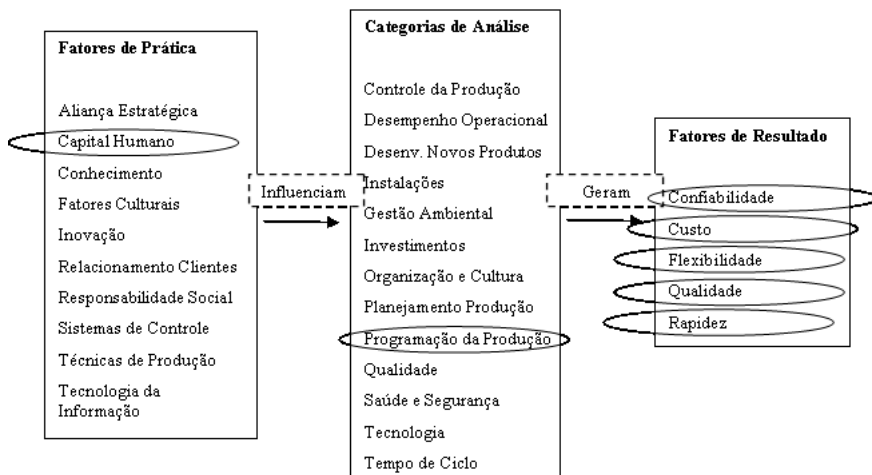 Fatores de Prática
Aliança Estratégica
Capital Humano
Conhecimento
Fatores Culturais
Inovação
Relacionamento Clientes
Responsabilidade Social
Sistemas de Controle
Técnicas de Produção
Tecnologia da
Informação
Influenciam
Categorias de Análise
Controle da Produção
Desempenho Operacional
Desenv. Novos Produtos
Instalações
Gestão Ambiental
Investimentos
Organização e Cultura
Planejamento Produção
Programação da Produção
Qualidade
Saúde e Segurança
Tecnologia
Tempo de Ciclo
Geram
Fatores de Resultado
Confiabilidade
Custo
Flexibilidade
Qualidade
Rapidez